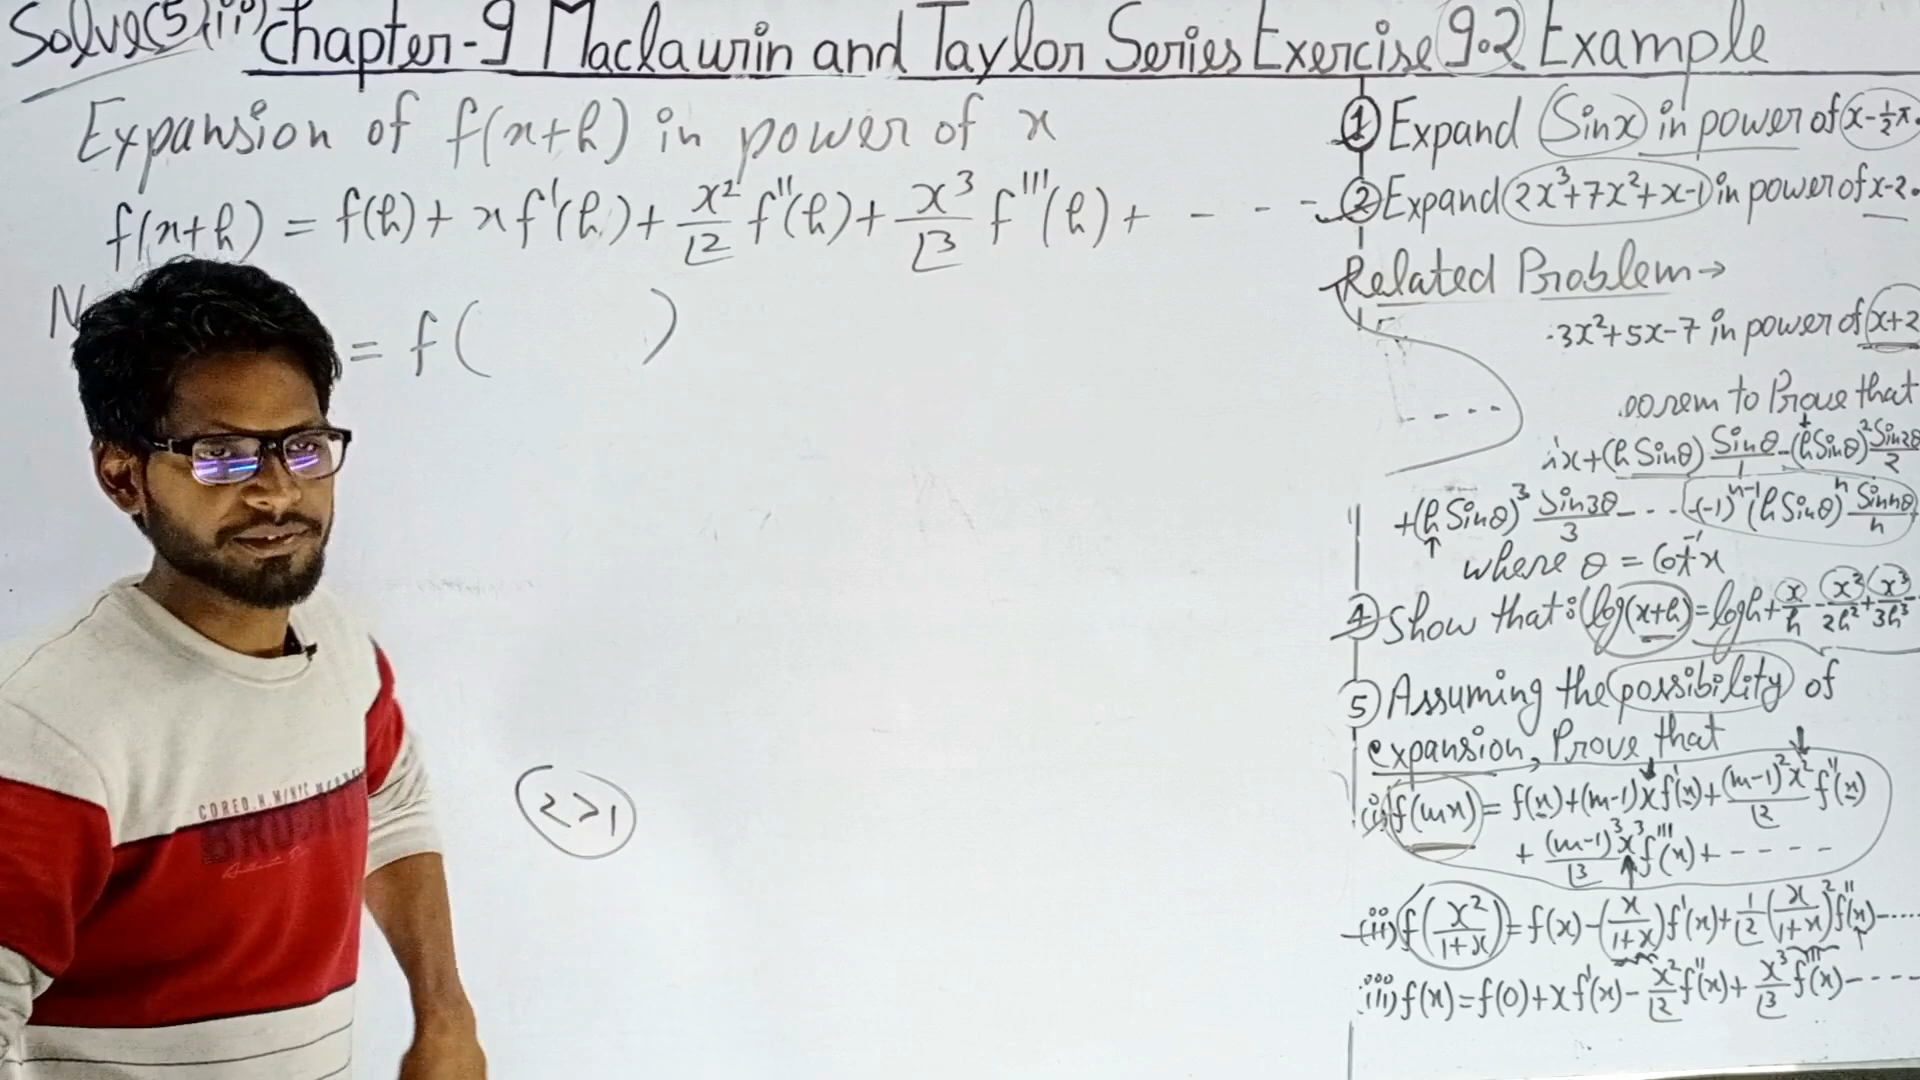 Solve(5)(ii) Chapter-9 Maclaurin and Taylor Series Exercise 9.2 Example
Expansion of f(x+h) in power of x
f(x+h) = f(h) + x f'(h) + x²/⌊2 f''(h) + x³/⌊3 f'''(h) + - - - -
N
= f( )
2>1
① Expand Sinx in power of x-½π.
② Expand 2x³+7x²+x-1 in power of x-2.
Related Problem→
3x²+5x-7 in power of x+2
orem to Prove that
x+(h Sinθ) Sinθ/1 - (h Sinθ)² Sin2θ/2
+(h Sinθ)³ Sin3θ/3 - - - - (-1)ⁿ⁻¹(h Sinθ)ⁿ Sin nθ/n
where θ = Cot⁻¹x
④ Show that: log(x+h) = logh + x/h - x²/2h² + x³/3h³ -
⑤ Assuming the possibility of
expansion, Prove that
(i) f(mx) = f(x)+(m-1)x f'(x)+ (m-1)²x²/⌊2 f''(x)
+ (m-1)³x³/⌊3 f'''(x) + - - - -
(ii) f(x²/1+x) = f(x) - (x/1+x) f'(x) + 1/⌊2 (x/1+x)² f''(x) - - - -
(iii) f(x) = f(0) + x f'(x) - x²/⌊2 f''(x) + x³/⌊3 f'''(x) - - - -
CORED.H.M/NYC
BRU